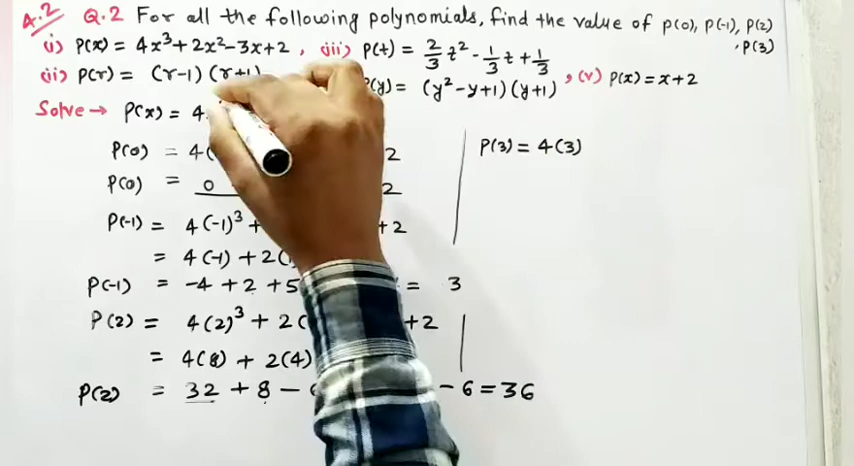 4.2 Q.2 For all the following polynomials, find the value of P(0), P(-1), P(2)
, P(3)
(i) P(x) = 4x³+2x²-3x+2 , (iii) P(t) = 2/3 t² - 1/3 t + 1/3
(ii) P(r) = (r-1) (r+1) P(y) = (y²-y+1)(y+1) , (v) P(x) = x+2
Solve → P(x) = 4
P(0) = 4( 2
P(3) = 4(3)
P(0) = 0 2
P(-1) = 4(-1)³ + +2
= 4(-1) + 2(
P(-1) = -4 + 2 + 5 = 3
P(2) = 4(2)³ + 2( +2
= 4(8) + 2(4)
P(2) = 32 + 8 - - 6 = 36